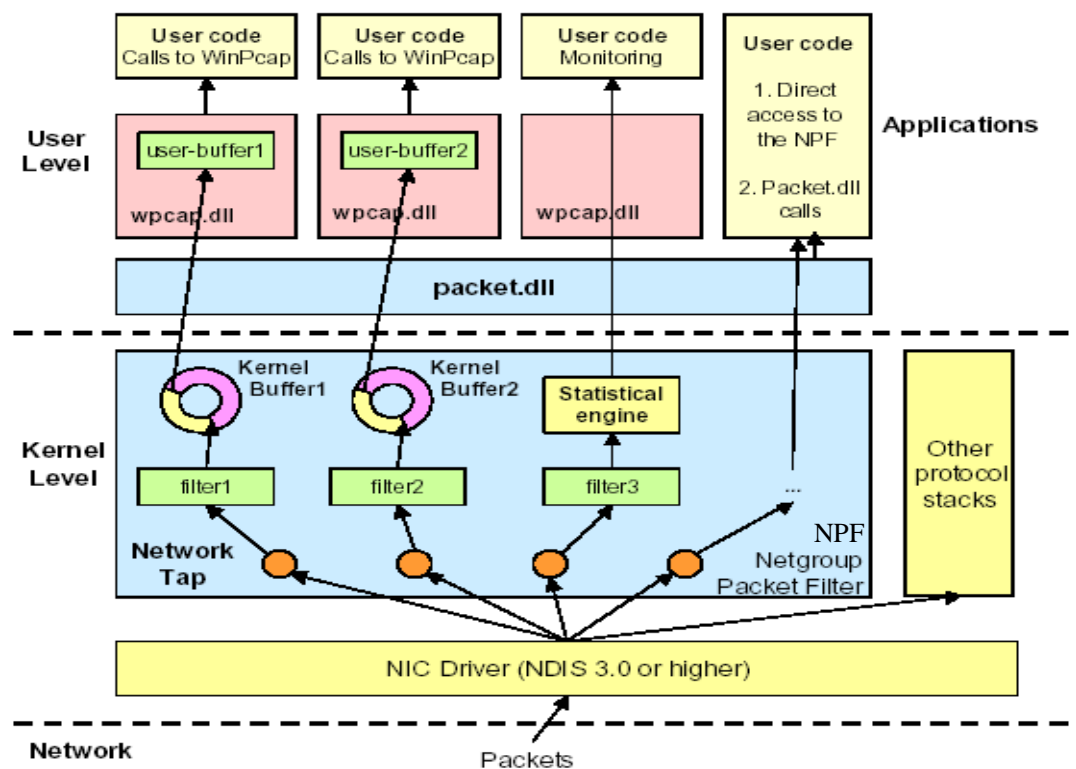 User code
Calls to WinPcap
User code
Calls to WinPcap
User code
Monitoring
User code
1. Direct
access to
the NPF
2. Packet.dll
calls
Applications
User
Level
user-buffer1
wpcap.dll
user-buffer2
wpcap.dll
wpcap.dll
packet.dll
Kernel
Level
Kernel
Buffer1
Kernel
Buffer2
Statistical
engine
filter1
filter2
filter3
...
Other
protocol
stacks
Network
Tap
NPF
Netgroup
Packet Filter
NIC Driver (NDIS 3.0 or higher)
Network
Packets